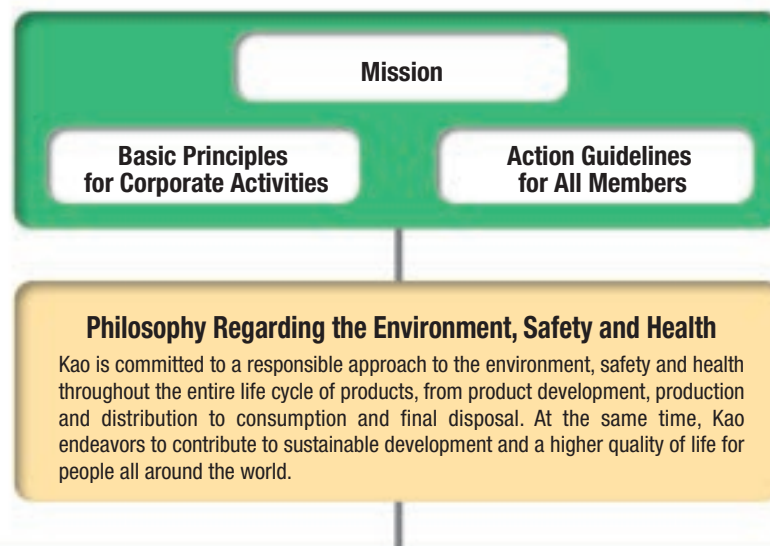 Mission
Basic Principles
for Corporate Activities
Action Guidelines
for All Members
Philosophy Regarding the Environment, Safety and Health
Kao is committed to a responsible approach to the environment, safety and health
throughout the entire life cycle of products, from product development, production
and distribution to consumption and final disposal. At the same time, Kao
endeavors to contribute to sustainable development and a higher quality of life for
people all around the world.